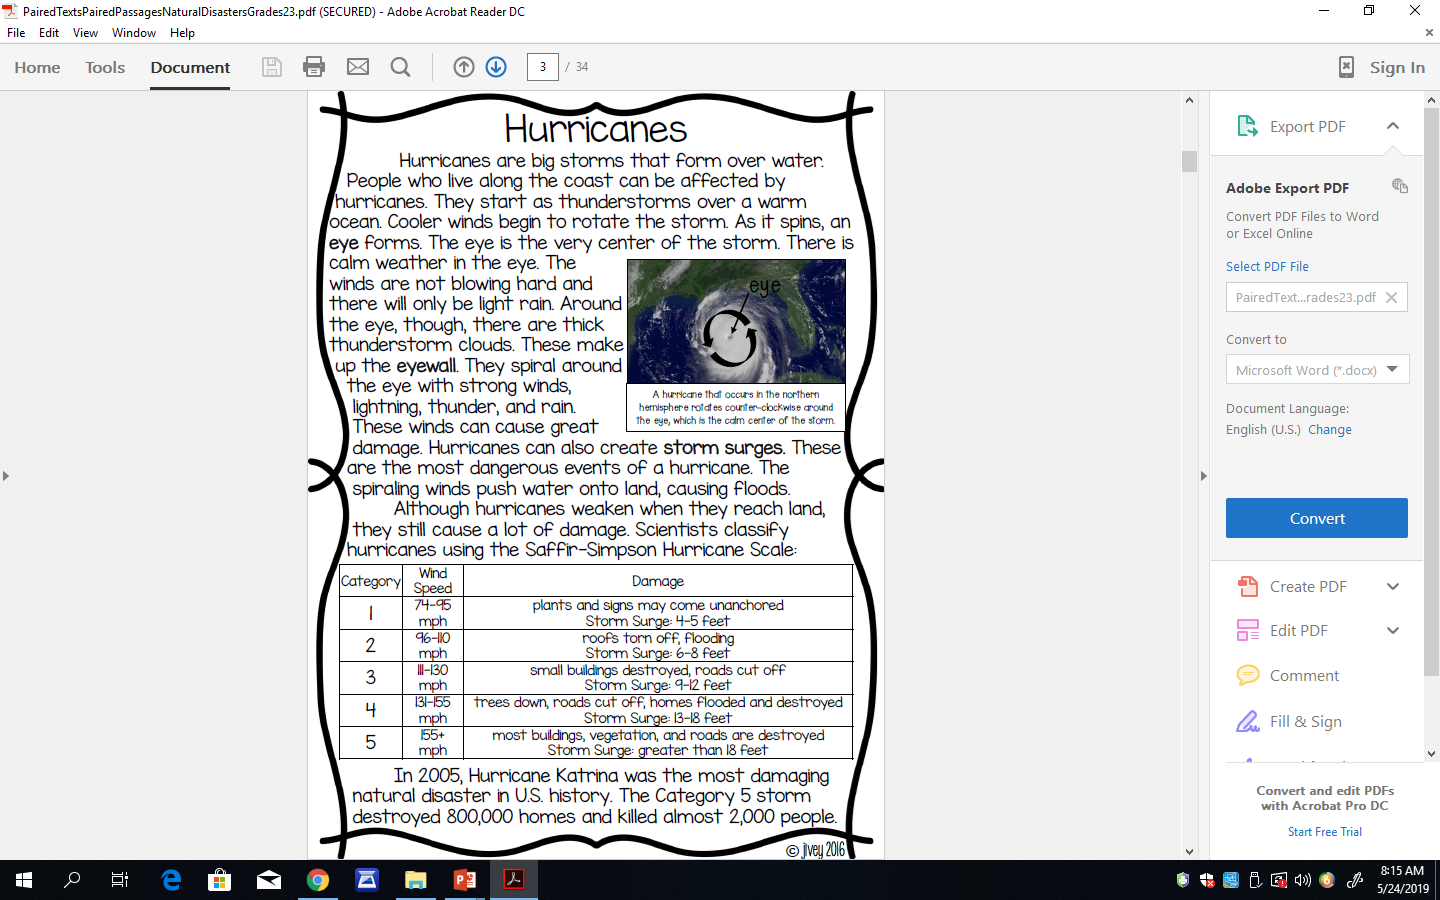 PairedTextsPairedPassagesNaturalDisastersGrades23.pdf (SECURED) - Adobe Acrobat Reader DC
File Edit View Window Help
Home Tools Document 3 / 34 Sign In
Hurricanes
Hurricanes are big storms that form over water.
People who live along the coast can be affected by
hurricanes. They start as thunderstorms over a warm
ocean. Cooler winds begin to rotate the storm. As it spins, an
eye forms. The eye is the very center of the storm. There is
calm weather in the eye. The
winds are not blowing hard and
there will only be light rain. Around
the eye, though, there are thick
thunderstorm clouds. These make
up the eyewall. They spiral around
the eye with strong winds,
lightning, thunder, and rain.
These winds can cause great
damage. Hurricanes can also create storm surges. These
are the most dangerous events of a hurricane. The
spiraling winds push water onto land, causing floods.
eye
A hurricane that occurs in the northern
hemisphere rotates counter-clockwise around
the eye, which is the calm center of the storm.
Although hurricanes weaken when they reach land,
they still cause a lot of damage. Scientists classify
hurricanes using the Saffir-Simpson Hurricane Scale:
Category Wind Speed Damage
1 74-95 mph plants and signs may come unanchored
Storm Surge: 4-5 feet
2 96-110 mph roofs torn off, flooding
Storm Surge: 6-8 feet
3 111-130 mph small buildings destroyed, roads cut off
Storm Surge: 9-12 feet
4 131-155 mph trees down, roads cut off, homes flooded and destroyed
Storm Surge: 13-18 feet
5 155+ mph most buildings, vegetation, and roads are destroyed
Storm Surge: greater than 18 feet
In 2005, Hurricane Katrina was the most damaging
natural disaster in U.S. history. The Category 5 storm
destroyed 800,000 homes and killed almost 2,000 people.
© jivey 2016
Export PDF
Adobe Export PDF
Convert PDF Files to Word
or Excel Online
Select PDF File
PairedText...rades23.pdf
Convert to
Microsoft Word (*.docx)
Document Language:
English (U.S.) Change
Convert
Create PDF
Edit PDF
Comment
Fill & Sign
Convert and edit PDFs
with Acrobat Pro DC
Start Free Trial
8:15 AM
5/24/2019